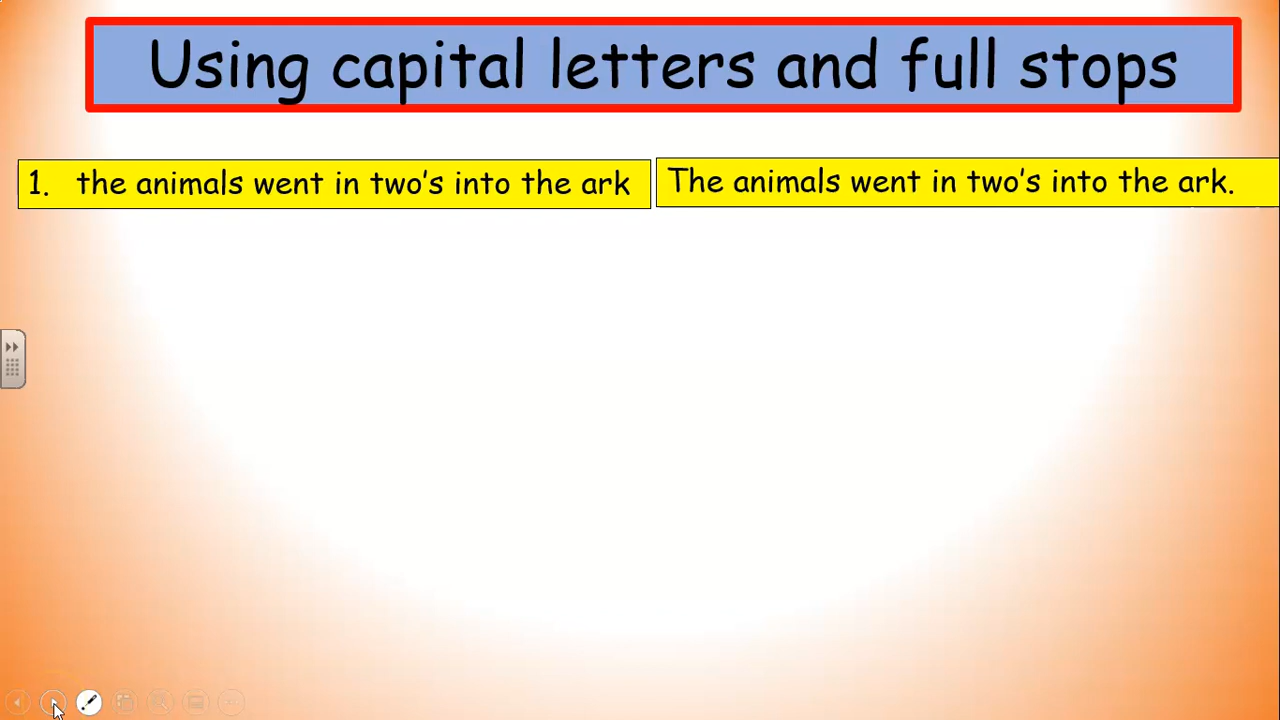 Using capital letters and full stops
1. the animals went in two’s into the ark
The animals went in two’s into the ark.